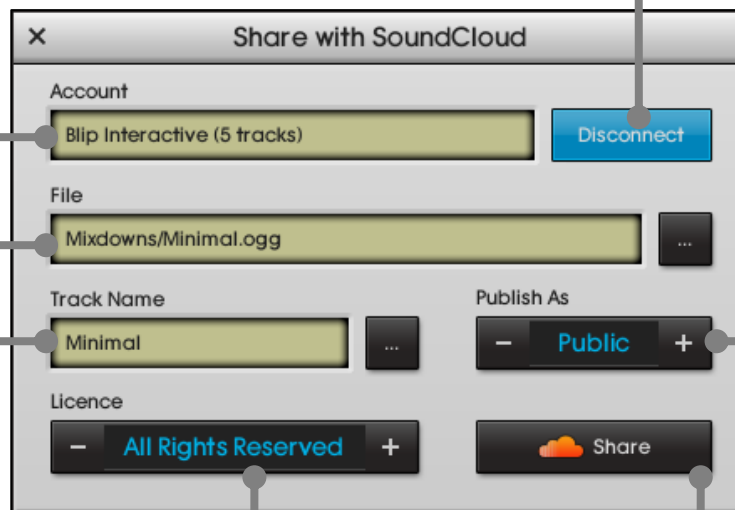 × Share with SoundCloud
Account
Blip Interactive (5 tracks) Disconnect
File
Mixdowns/Minimal.ogg ...
Track Name Publish As
Minimal ... − Public +
Licence
− All Rights Reserved + Share